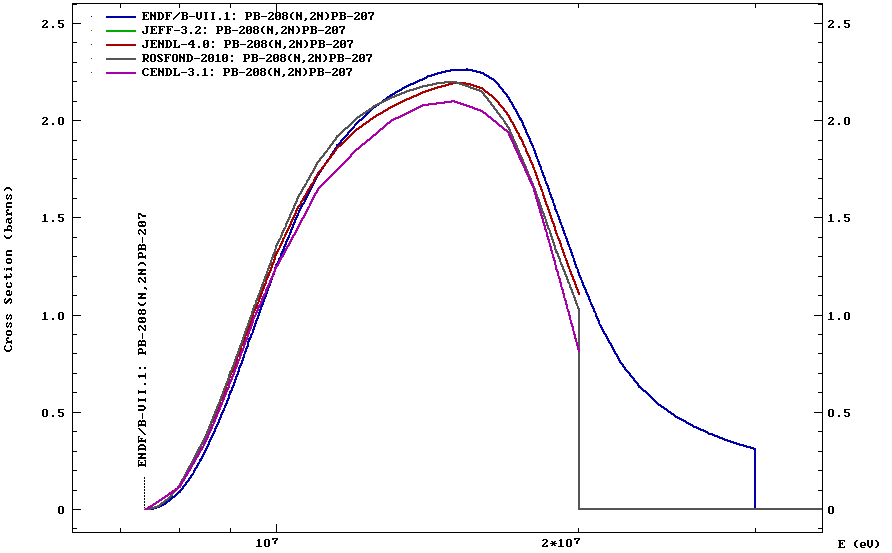 ENDF/B-VII.1: PB-208(N,2N)PB-207
JEFF-3.2: PB-208(N,2N)PB-207
JENDL-4.0: PB-208(N,2N)PB-207
ROSFOND-2010: PB-208(N,2N)PB-207
CENDL-3.1: PB-208(N,2N)PB-207
2.5 2.5
2.0 2.0
1.5 1.5
1.0 1.0
0.5 0.5
0 0
Cross Section (barns)
ENDF/B-VII.1: PB-208(N,2N)PB-207
10⁷ 2*10⁷ E (eV)